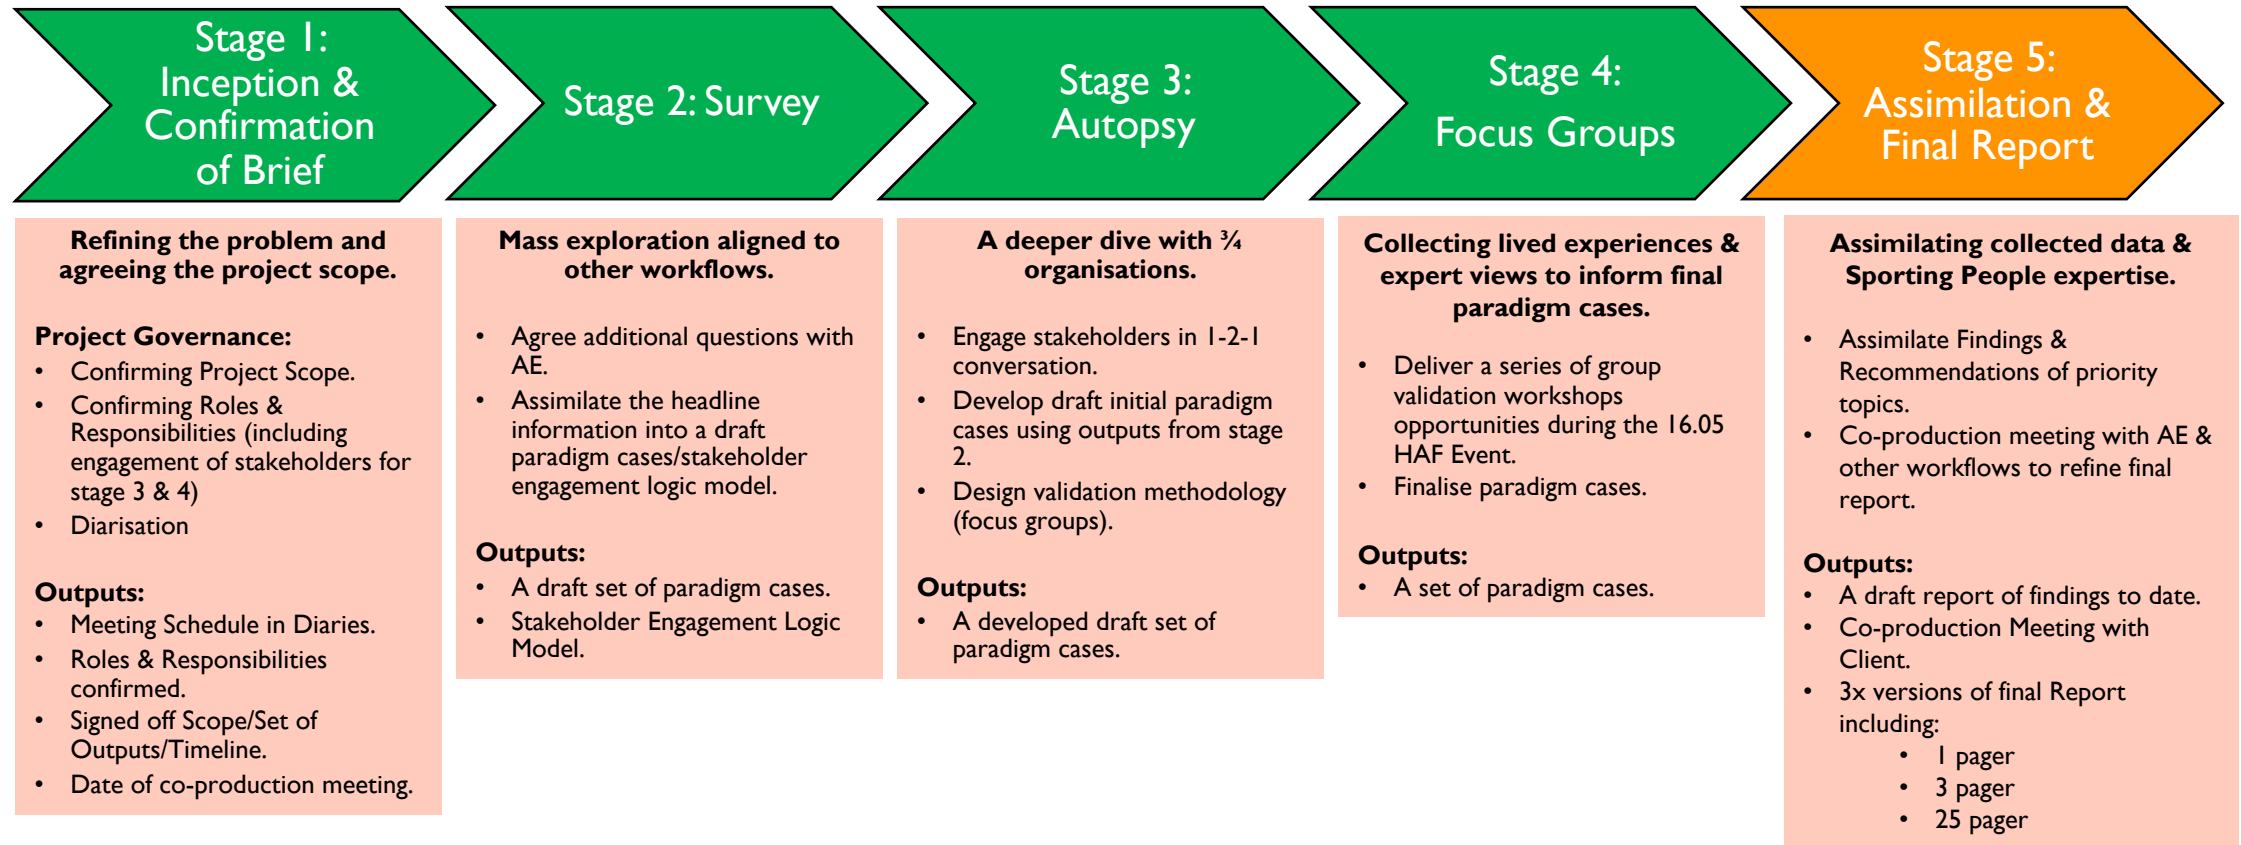 Stage 1:
Inception &
Confirmation
of Brief
Stage 2: Survey
Stage 3:
Autopsy
Stage 4:
Focus Groups
Stage 5:
Assimilation &
Final Report
Refining the problem and
agreeing the project scope.
Project Governance:
• Confirming Project Scope.
• Confirming Roles &
Responsibilities (including
engagement of stakeholders for
stage 3 & 4)
• Diarisation
Outputs:
• Meeting Schedule in Diaries.
• Roles & Responsibilities
confirmed.
• Signed off Scope/Set of
Outputs/Timeline.
• Date of co-production meeting.
Mass exploration aligned to
other workflows.
• Agree additional questions with
AE.
• Assimilate the headline
information into a draft
paradigm cases/stakeholder
engagement logic model.
Outputs:
• A draft set of paradigm cases.
• Stakeholder Engagement Logic
Model.
A deeper dive with ¾
organisations.
• Engage stakeholders in 1-2-1
conversation.
• Develop draft initial paradigm
cases using outputs from stage
2.
• Design validation methodology
(focus groups).
Outputs:
• A developed draft set of
paradigm cases.
Collecting lived experiences &
expert views to inform final
paradigm cases.
• Deliver a series of group
validation workshops
opportunities during the 16.05
HAF Event.
• Finalise paradigm cases.
Outputs:
• A set of paradigm cases.
Assimilating collected data &
Sporting People expertise.
• Assimilate Findings &
Recommendations of priority
topics.
• Co-production meeting with AE &
other workflows to refine final
report.
Outputs:
• A draft report of findings to date.
• Co-production Meeting with
Client.
• 3x versions of final Report
including:
• 1 pager
• 3 pager
• 25 pager